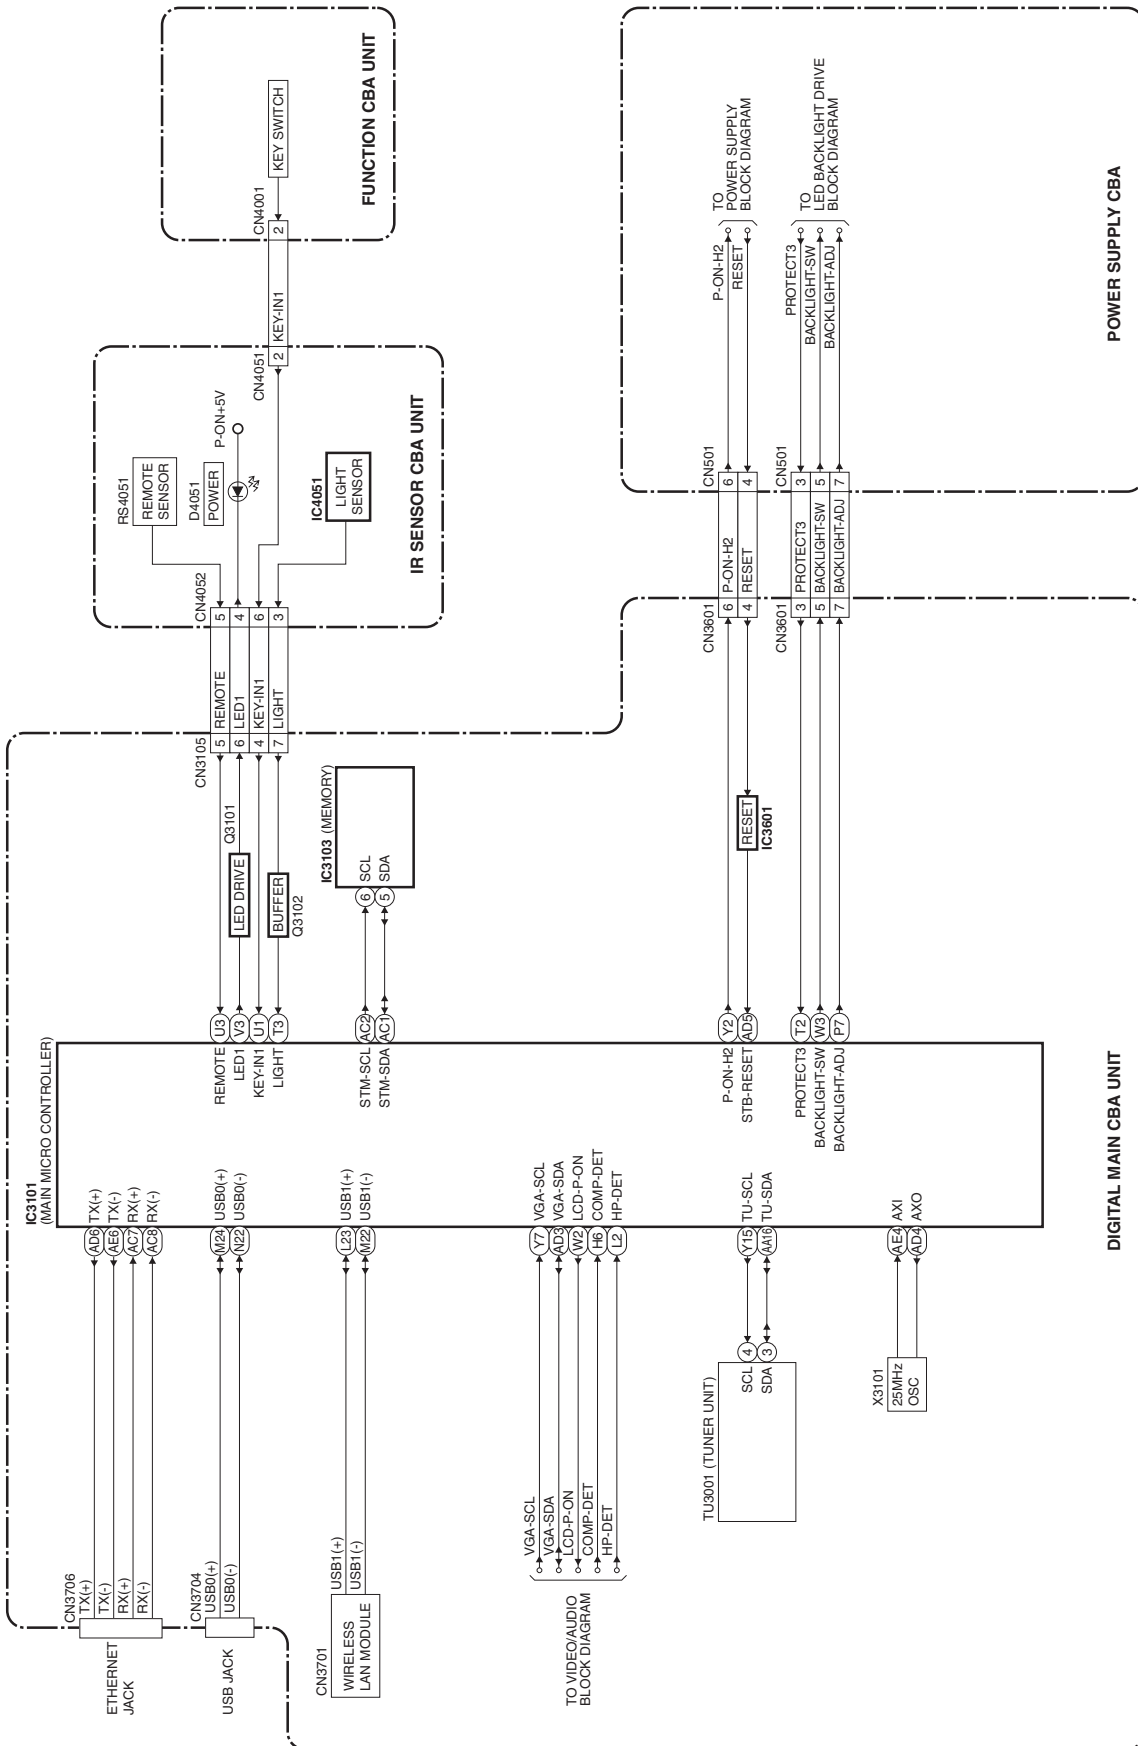 FUNCTION CBA UNIT
KEY SWITCH
CN4001
2
KEY-IN1
2
CN4051
IR SENSOR CBA UNIT
RS4051
REMOTE
SENSOR
D4051
POWER
P-ON+5V
IC4051
LIGHT
SENSOR
CN4052
5
4
6
3
REMOTE
LED1
KEY-IN1
LIGHT
CN3105
5
6
4
7
Q3101
LED DRIVE
BUFFER
Q3102
IC3103 (MEMORY)
6 SCL
5 SDA
POWER SUPPLY CBA
TO
POWER SUPPLY
BLOCK DIAGRAM
TO
LED BACKLIGHT DRIVE
BLOCK DIAGRAM
P-ON-H2
RESET
PROTECT3
BACKLIGHT-SW
BACKLIGHT-ADJ
CN501
6
4
CN501
3
5
7
P-ON-H2
RESET
PROTECT3
BACKLIGHT-SW
BACKLIGHT-ADJ
CN3601
6
4
CN3601
3
5
7
RESET
IC3601
IC3101
(MAIN MICRO CONTROLLER)
REMOTE U3
LED1 V3
KEY-IN1 U1
LIGHT T3
STM-SCL AC2
STM-SDA AC1
P-ON-H2 Y2
STB-RESET AD5
PROTECT3 T2
BACKLIGHT-SW W3
BACKLIGHT-ADJ P7
AD6 TX(+)
AE6 TX(-)
AC7 RX(+)
AC8 RX(-)
M24 USB0(+)
N22 USB0(-)
L23 USB1(+)
M22 USB1(-)
Y7 VGA-SCL
AD3 VGA-SDA
W2 LCD-P-ON
H6 COMP-DET
L2 HP-DET
Y15 TU-SCL
AA16 TU-SDA
AE4 AXI
AD4 AXO
DIGITAL MAIN CBA UNIT
CN3706
TX(+)
TX(-)
RX(+)
RX(-)
ETHERNET
JACK
CN3704
USB0(+)
USB0(-)
USB JACK
USB1(+)
USB1(-)
CN3701
WIRELESS
LAN MODULE
VGA-SCL
VGA-SDA
LCD-P-ON
COMP-DET
HP-DET
TO VIDEO/AUDIO
BLOCK DIAGRAM
TU3001 (TUNER UNIT)
SCL 4
SDA 3
X3101
25MHz
OSC